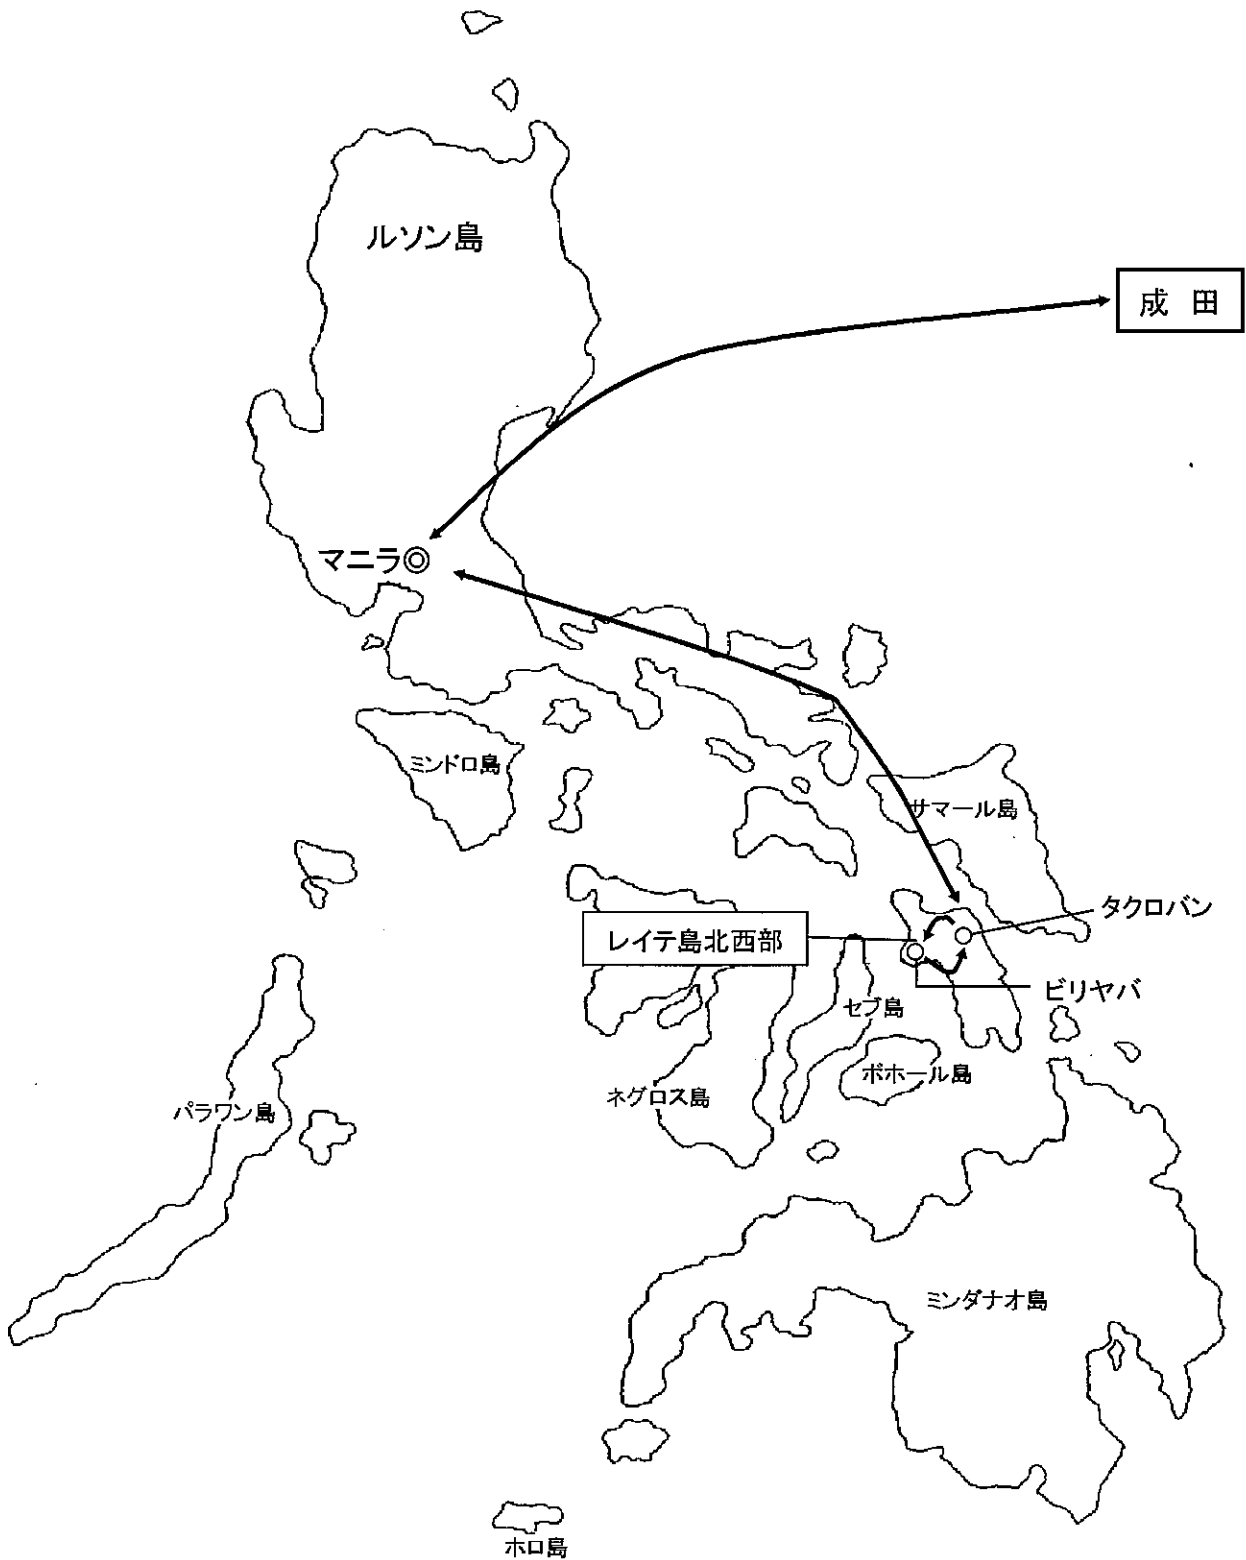 ルソン島
成 田
マニラ
ミンドロ島
サマール島
タクロバン
レイテ島北西部
ビリヤバ
セブ島
ボホール島
ネグロス島
パラワン島
ミンダナオ島
ホロ島